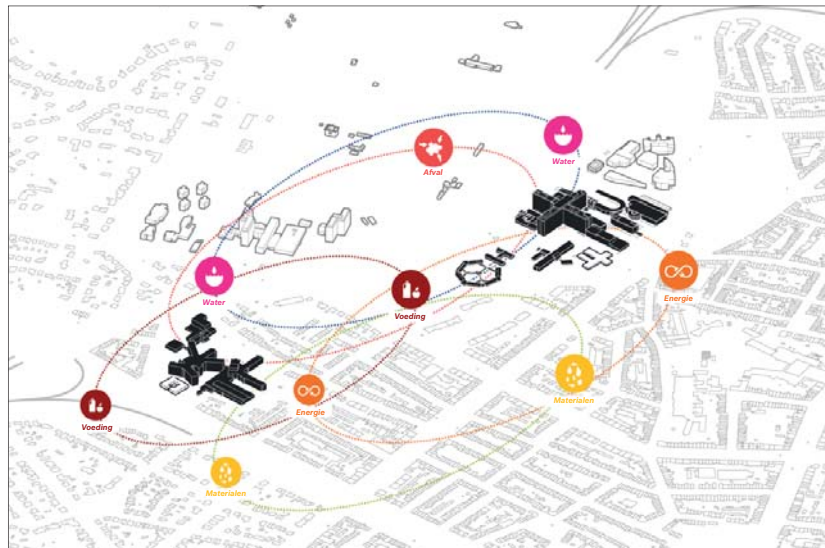 Water
Afval
Energie
Water
Voeding
Materialen
Energie
Voeding
Materialen